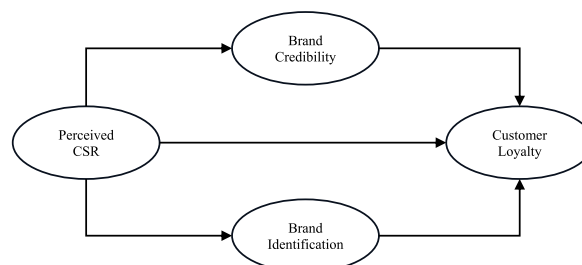 Brand
Credibility
Perceived
CSR
Customer
Loyalty
Brand
Identification